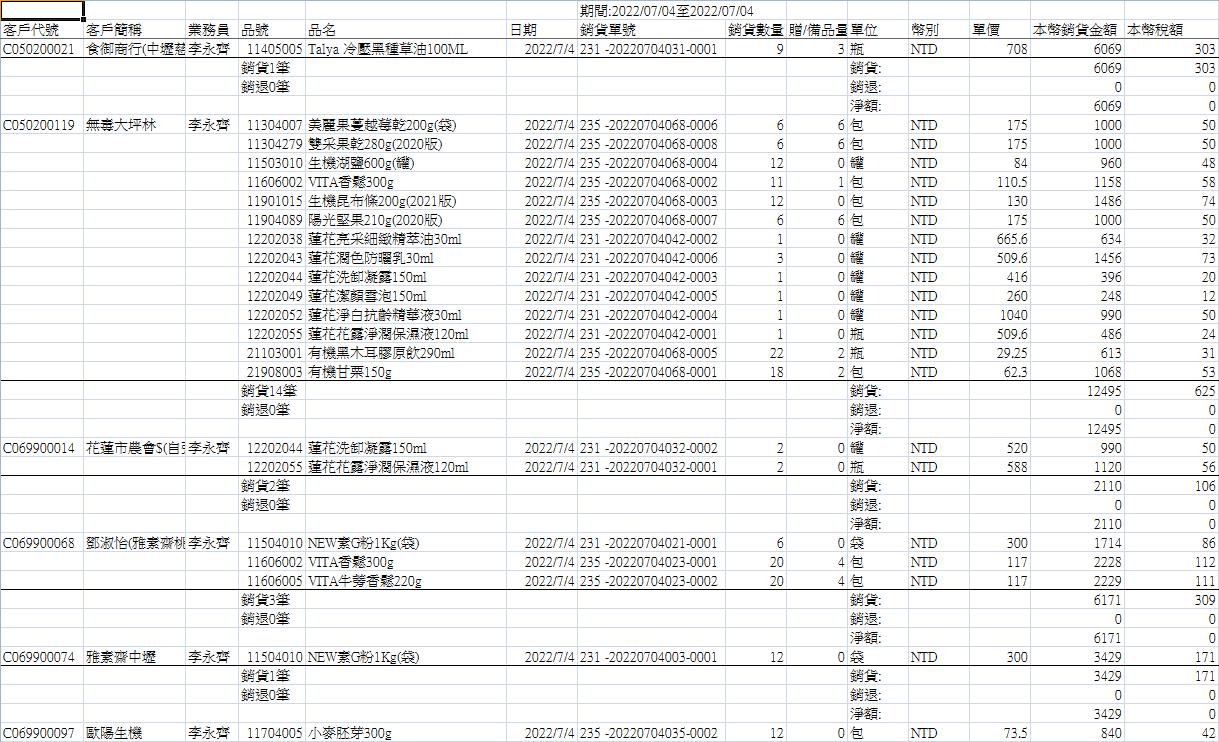 期間:2022/07/04至2022/07/04
客戶代號 客戶簡稱 業務員 品號 品名 日期 銷貨單號 銷貨數量 贈/備品量 單位 幣別 單價 本幣銷貨金額 本幣稅額
C050200021 食御商行(中壢慈 李永齊 11405005 Talya 冷壓黑種草油100ML 2022/7/4 231 -20220704031-0001 9 3 瓶 NTD 708 6069 303
銷貨1筆 銷貨: 6069 303
銷退0筆 銷退: 0 0
淨額: 6069 0
C050200119 無毒大坪林 李永齊 11304007 美麗果蔓越莓乾200g(袋) 2022/7/4 235 -20220704068-0006 6 6 包 NTD 175 1000 50
11304279 雙采果乾280g(2020版) 2022/7/4 235 -20220704068-0008 6 6 包 NTD 175 1000 50
11503010 生機湖鹽600g(罐) 2022/7/4 235 -20220704068-0004 12 0 罐 NTD 84 960 48
11606002 VITA香鬆300g 2022/7/4 235 -20220704068-0002 11 1 包 NTD 110.5 1158 58
11901015 生機昆布條200g(2021版) 2022/7/4 235 -20220704068-0003 12 0 包 NTD 130 1486 74
11904089 陽光堅果210g(2020版) 2022/7/4 235 -20220704068-0007 6 6 包 NTD 175 1000 50
12202038 蓮花亮采細緻精萃油30ml 2022/7/4 231 -20220704042-0002 1 0 罐 NTD 665.6 634 32
12202043 蓮花潤色防曬乳30ml 2022/7/4 231 -20220704042-0006 3 0 罐 NTD 509.6 1456 73
12202044 蓮花洗卸凝露150ml 2022/7/4 231 -20220704042-0003 1 0 罐 NTD 416 396 20
12202049 蓮花潔顏雪泡150ml 2022/7/4 231 -20220704042-0005 1 0 罐 NTD 260 248 12
12202052 蓮花淨白抗齡精華液30ml 2022/7/4 231 -20220704042-0004 1 0 罐 NTD 1040 990 50
12202055 蓮花花露淨潤保濕液120ml 2022/7/4 231 -20220704042-0001 1 0 瓶 NTD 509.6 486 24
21103001 有機黑木耳膠原飲290ml 2022/7/4 235 -20220704068-0005 22 2 瓶 NTD 29.25 613 31
21908003 有機甘栗150g 2022/7/4 235 -20220704068-0001 18 2 包 NTD 62.3 1068 53
銷貨14筆 銷貨: 12495 625
銷退0筆 銷退: 0 0
淨額: 12495 0
C069900014 花蓮市農會$(自 李永齊 12202044 蓮花洗卸凝露150ml 2022/7/4 231 -20220704032-0002 2 0 罐 NTD 520 990 50
12202055 蓮花花露淨潤保濕液120ml 2022/7/4 231 -20220704032-0001 2 0 瓶 NTD 588 1120 56
銷貨2筆 銷貨: 2110 106
銷退0筆 銷退: 0 0
淨額: 2110 0
C069900068 鄧淑怡(雅素齋桃 李永齊 11504010 NEW素G粉1Kg(袋) 2022/7/4 231 -20220704021-0001 6 0 袋 NTD 300 1714 86
11606002 VITA香鬆300g 2022/7/4 235 -20220704023-0001 20 4 包 NTD 117 2228 112
11606005 VITA牛蒡香鬆220g 2022/7/4 235 -20220704023-0002 20 4 包 NTD 117 2229 111
銷貨3筆 銷貨: 6171 309
銷退0筆 銷退: 0 0
淨額: 6171 0
C069900074 雅素齋中壢 李永齊 11504010 NEW素G粉1Kg(袋) 2022/7/4 231 -20220704003-0001 12 0 袋 NTD 300 3429 171
銷貨1筆 銷貨: 3429 171
銷退0筆 銷退: 0 0
淨額: 3429 0
C069900097 歐陽生機 李永齊 11704005 小麥胚芽300g 2022/7/4 235 -20220704035-0002 12 0 包 NTD 73.5 840 42